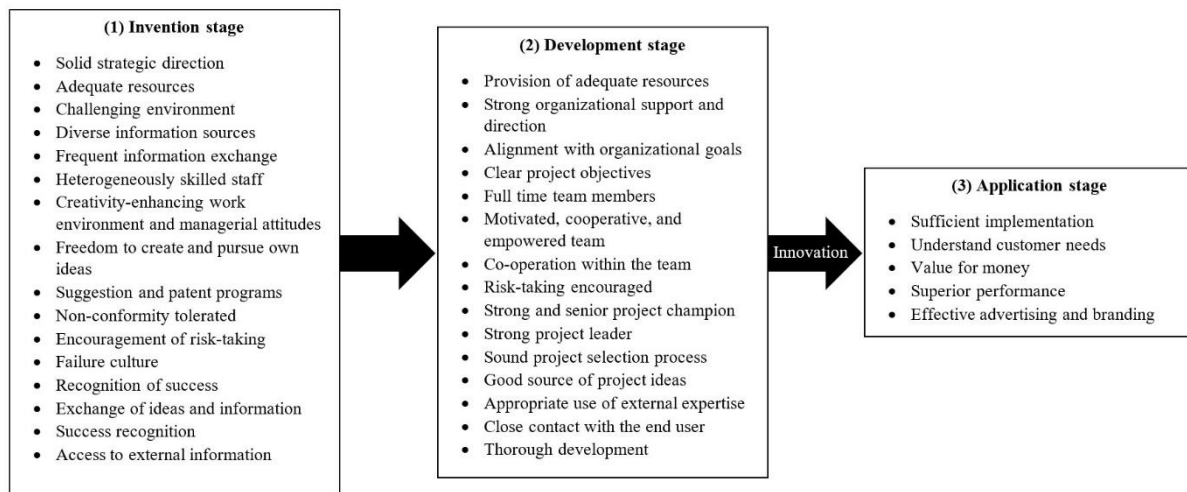 (1) Invention stage
• Solid strategic direction
• Adequate resources
• Challenging environment
• Diverse information sources
• Frequent information exchange
• Heterogeneously skilled staff
• Creativity-enhancing work
environment and managerial attitudes
• Freedom to create and pursue own
ideas
• Suggestion and patent programs
• Non-conformity tolerated
• Encouragement of risk-taking
• Failure culture
• Recognition of success
• Exchange of ideas and information
• Success recognition
• Access to external information
(2) Development stage
• Provision of adequate resources
• Strong organizational support and
direction
• Alignment with organizational goals
• Clear project objectives
• Full time team members
• Motivated, cooperative, and
empowered team
• Co-operation within the team
• Risk-taking encouraged
• Strong and senior project champion
• Strong project leader
• Sound project selection process
• Good source of project ideas
• Appropriate use of external expertise
• Close contact with the end user
• Thorough development
Innovation
(3) Application stage
• Sufficient implementation
• Understand customer needs
• Value for money
• Superior performance
• Effective advertising and branding